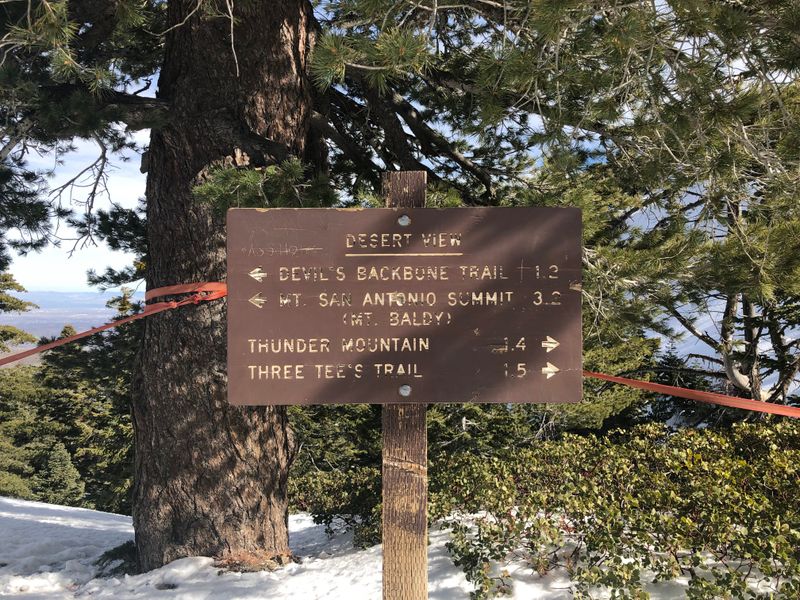 DESERT VIEW
← DEVIL'S BACKBONE TRAIL 1.2
← MT. SAN ANTONIO SUMMIT 3.2
(MT. BALDY)
THUNDER MOUNTAIN 1.4 →
THREE TEE'S TRAIL 1.5 →